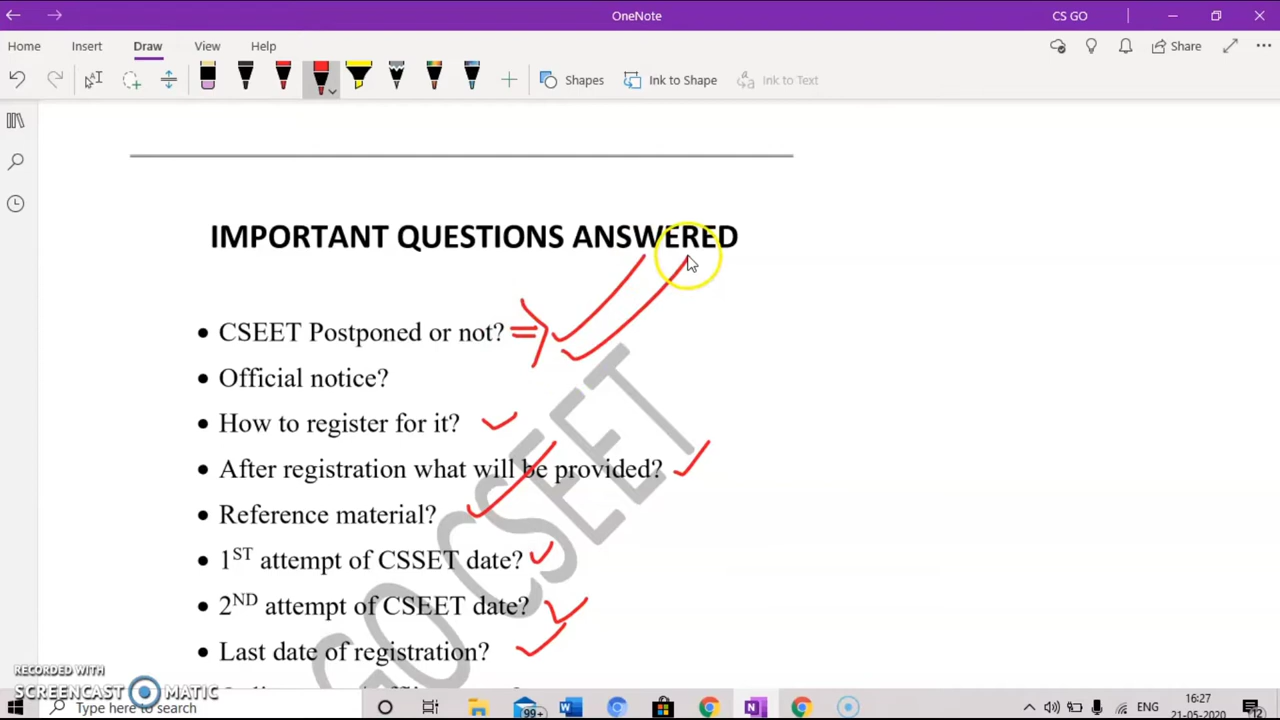 OneNote
CS GO
Home Insert Draw View Help
Share
Shapes Ink to Shape Ink to Text
IMPORTANT QUESTIONS ANSWERED
• CSEET Postponed or not?
• Official notice?
• How to register for it?
• After registration what will be provided?
• Reference material?
• 1ST attempt of CSSET date?
• 2ND attempt of CSEET date?
• Last date of registration?
GO CSEET
RECORDED WITH
SCREENCAST MATIC
Type here to search
99+
ENG
16:27
21-05-2020
12